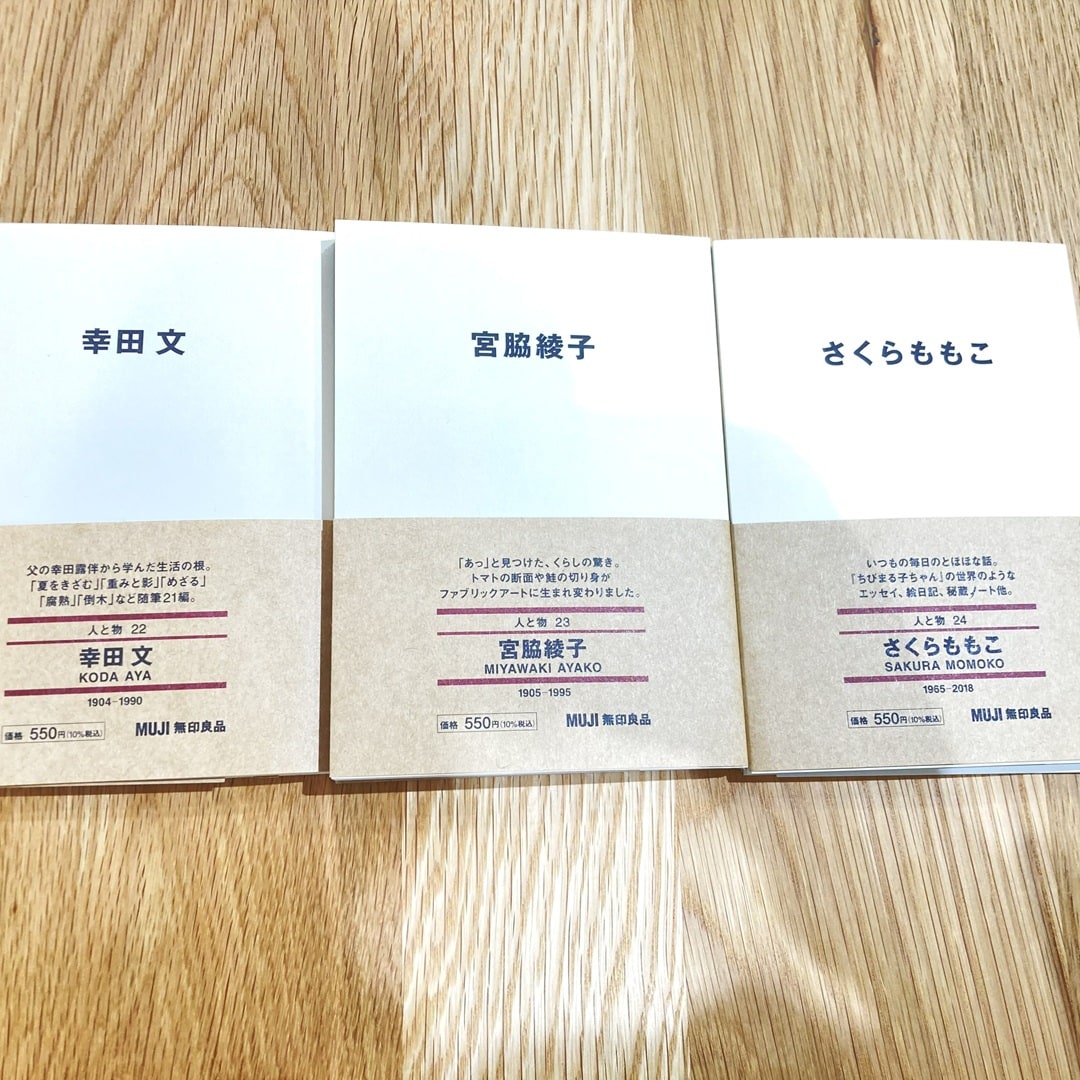 幸田 文
父の幸田露伴から学んだ生活の根。
「夏をきざむ」「重みと影」「めざる」
「腐熟」「倒木」など随筆21編。
人と物 22
幸田 文
KODA AYA
1904-1990
価格 550円(10%税込)
MUJI 無印良品
宮脇綾子
「あっ」と見つけた、くらしの驚き。
トマトの断面や鮭の切り身が
ファブリックアートに生まれ変わりました。
人と物 23
宮脇綾子
MIYAWAKI AYAKO
1905-1995
価格 550円(10%税込)
MUJI 無印良品
さくらももこ
いつもの毎日のとほほな話。
「ちびまる子ちゃん」の世界のような
エッセイ、絵日記、秘蔵ノート他。
人と物 24
さくらももこ
SAKURA MOMOKO
1965-2018
価格 550円(10%税込)
MUJI 無印良品